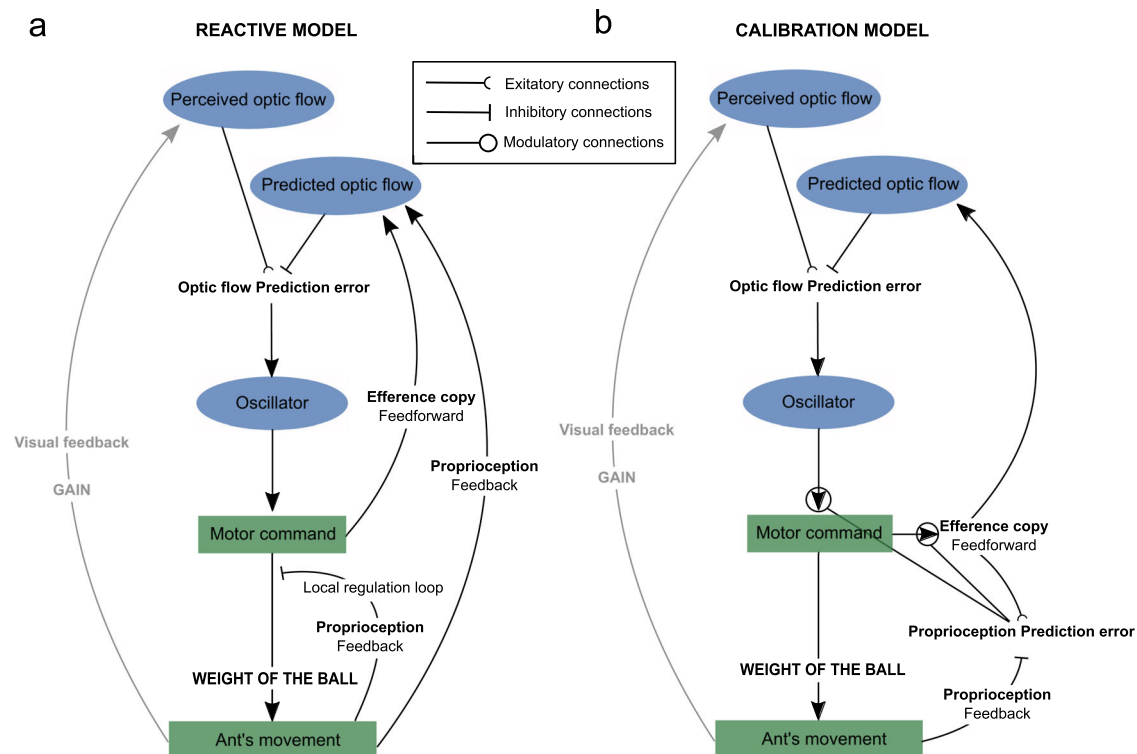 a
REACTIVE MODEL
Perceived optic flow
Predicted optic flow
Optic flow Prediction error
Oscillator
Efference copy
Feedforward
Visual feedback
GAIN
Proprioception
Feedback
Motor command
Local regulation loop
Proprioception
Feedback
WEIGHT OF THE BALL
Ant's movement
Exitatory connections
Inhibitory connections
Modulatory connections
b
CALIBRATION MODEL
Perceived optic flow
Predicted optic flow
Optic flow Prediction error
Oscillator
Visual feedback
GAIN
Motor command
Efference copy
Feedforward
Proprioception Prediction error
WEIGHT OF THE BALL
Proprioception
Feedback
Ant's movement